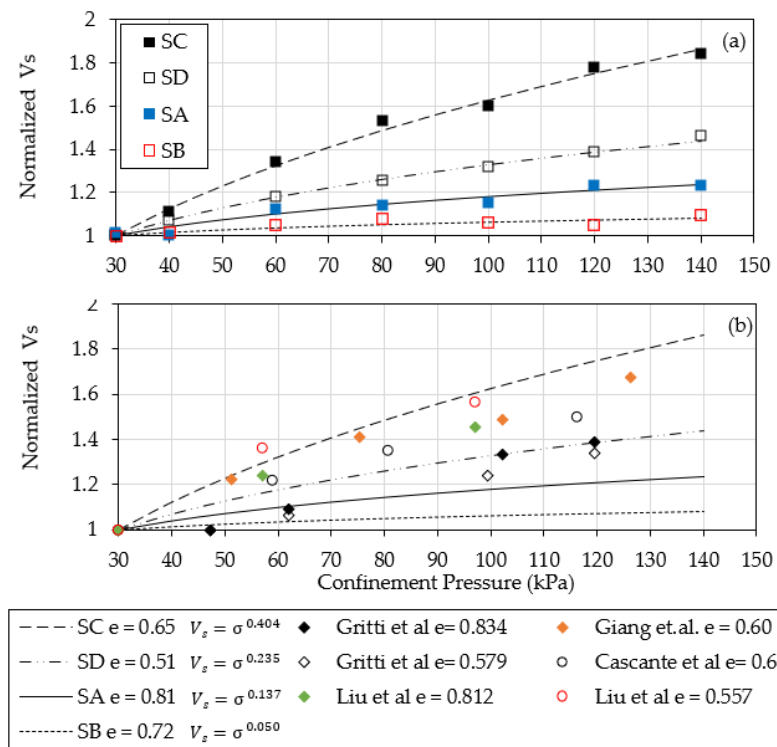 (a)
Normalized Vs
2
1.8
1.6
1.4
1.2
1
SC
SD
SA
SB
30 40 50 60 70 80 90 100 110 120 130 140 150
(b)
Normalized Vs
2
1.8
1.6
1.4
1.2
1
30 40 50 60 70 80 90 100 110 120 130 140 150
Confinement Pressure (kPa)
SC e = 0.65 V_s = σ^0.404 Gritti et al e= 0.834 Giang et.al. e = 0.60
SD e = 0.51 V_s = σ^0.235 Gritti et al e= 0.579 Cascante et al e= 0.6
SA e = 0.81 V_s = σ^0.137 Liu et al e = 0.812 Liu et al e = 0.557
SB e = 0.72 V_s = σ^0.050